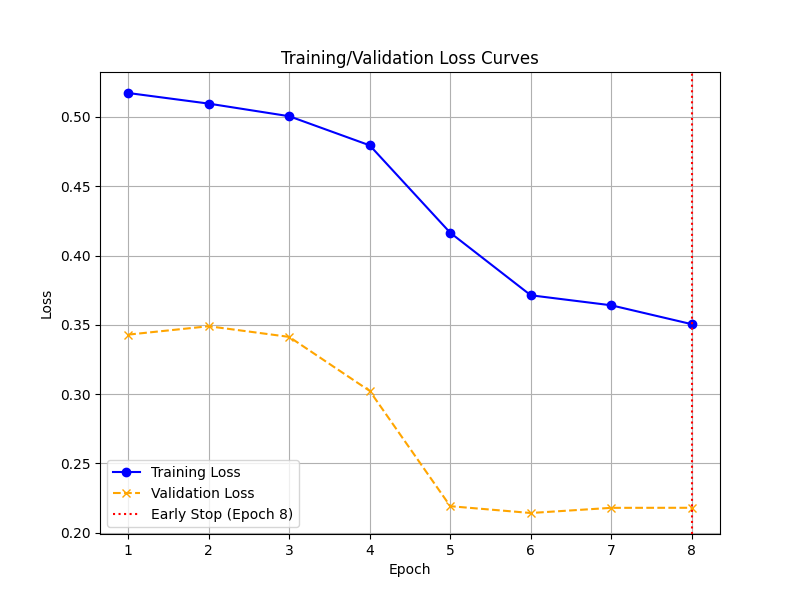 Training/Validation Loss Curves
0.50
0.45
0.40
0.35
0.30
0.25
0.20
Loss
Training Loss
Validation Loss
Early Stop (Epoch 8)
1 2 3 4 5 6 7 8
Epoch